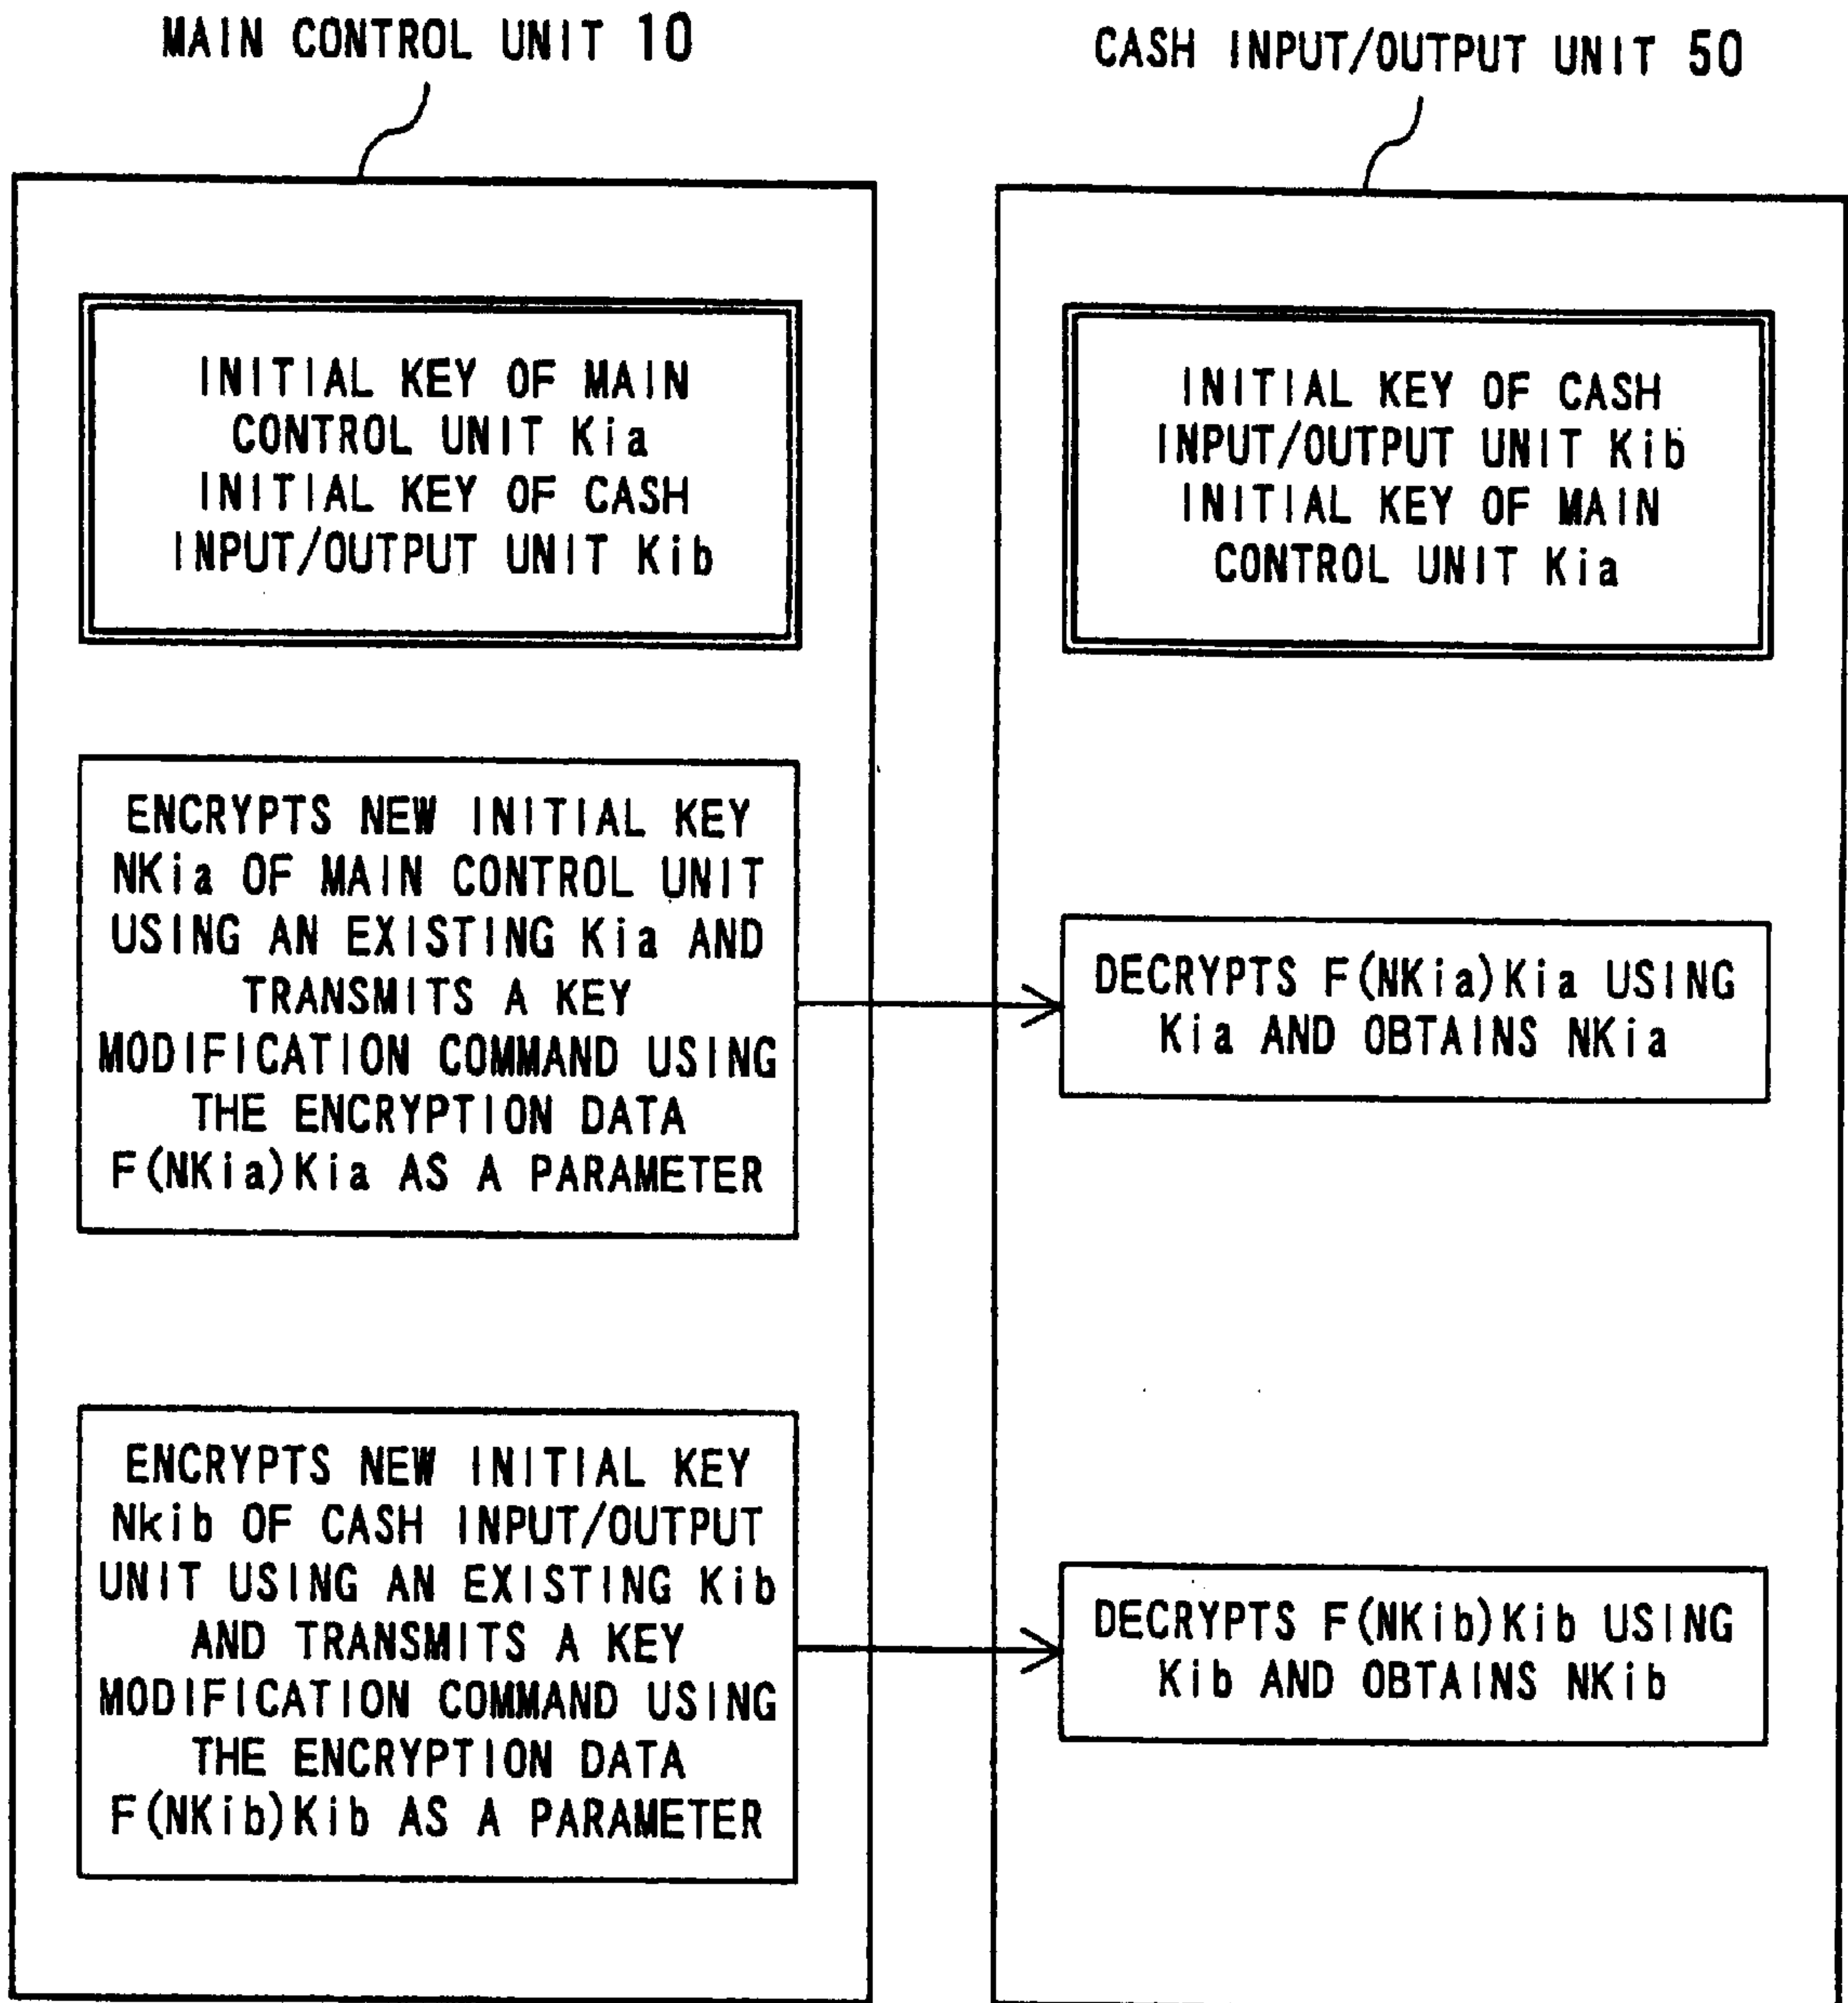 MAIN CONTROL UNIT 10
CASH INPUT/OUTPUT UNIT 50
INITIAL KEY OF MAIN
CONTROL UNIT Kia
INITIAL KEY OF CASH
INPUT/OUTPUT UNIT Kib
INITIAL KEY OF CASH
INPUT/OUTPUT UNIT Kib
INITIAL KEY OF MAIN
CONTROL UNIT Kia
ENCRYPTS NEW INITIAL KEY
NKia OF MAIN CONTROL UNIT
USING AN EXISTING Kia AND
TRANSMITS A KEY
MODIFICATION COMMAND USING
THE ENCRYPTION DATA
F(NKia)Kia AS A PARAMETER
DECRYPTS F(NKia)Kia USING
Kia AND OBTAINS NKia
ENCRYPTS NEW INITIAL KEY
Nkib OF CASH INPUT/OUTPUT
UNIT USING AN EXISTING Kib
AND TRANSMITS A KEY
MODIFICATION COMMAND USING
THE ENCRYPTION DATA
F(NKib)Kib AS A PARAMETER
DECRYPTS F(NKib)Kib USING
Kib AND OBTAINS NKib